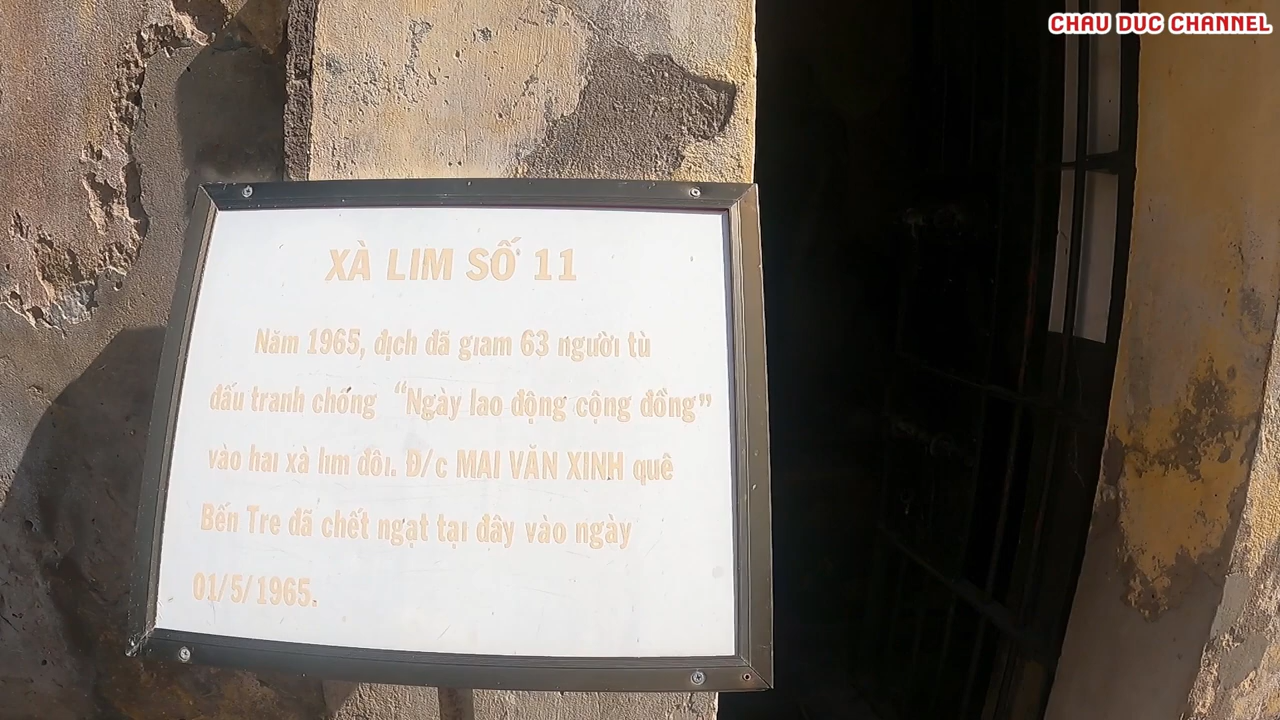 CHAU DUC CHANNEL
XÀ LIM SỐ 11
Năm 1965, địch đã giam 63 người tù
đấu tranh chống “Ngày lao động cộng đồng”
vào hai xà lim đôi. Đ/c MAI VĂN XINH quê
Bến Tre đã chết ngạt tại đây vào ngày
01/5/1965.